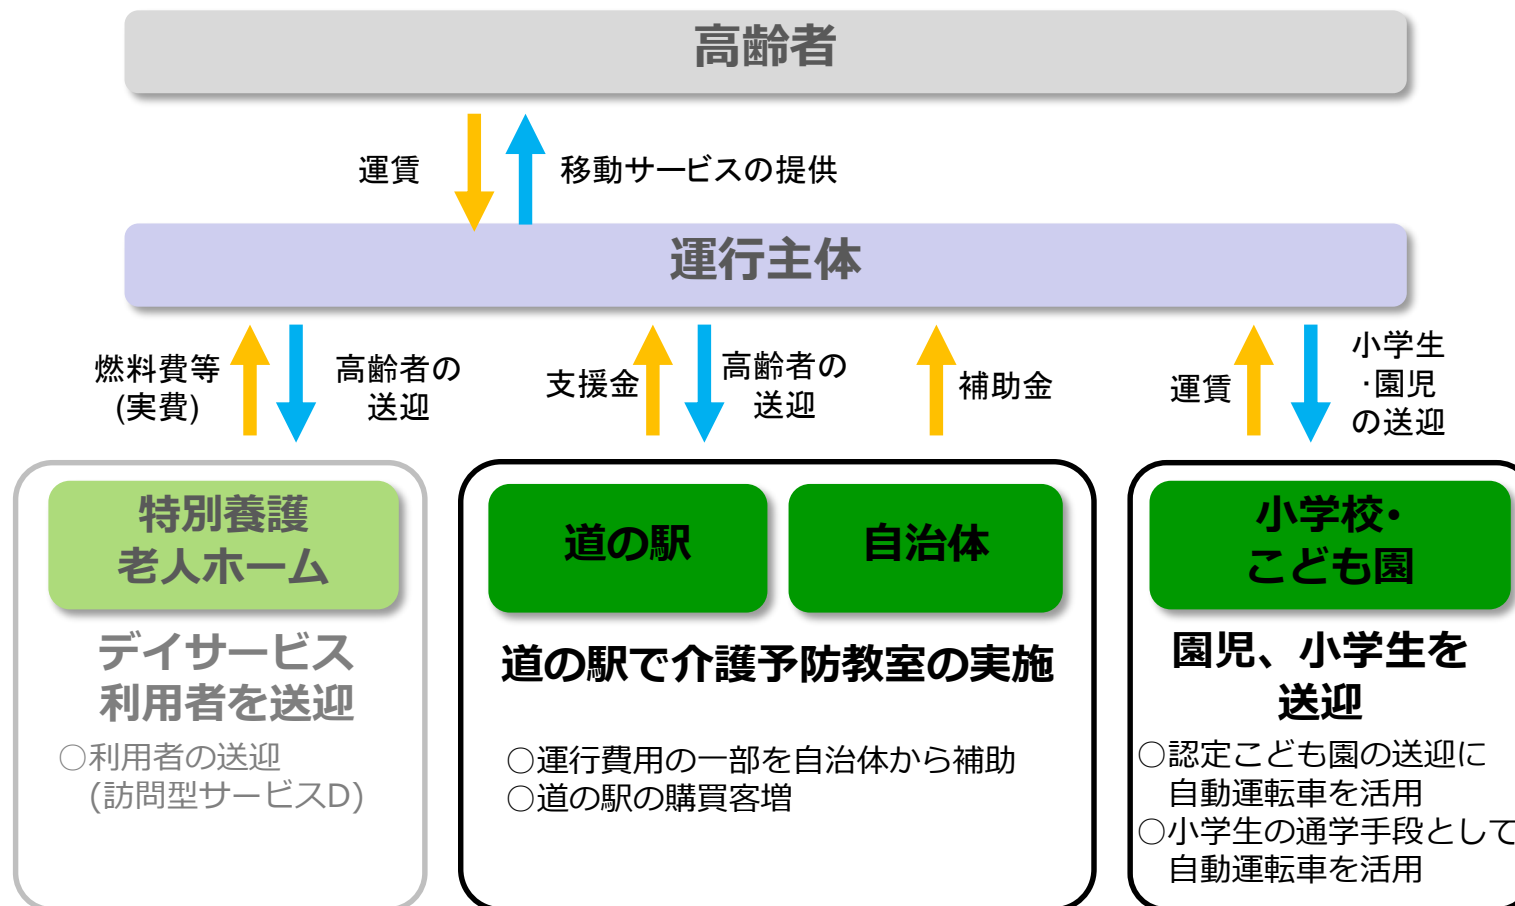 高齢者
運賃
移動サービスの提供
運行主体
燃料費等
(実費)
高齢者の
送迎
支援金
高齢者の
送迎
補助金
運賃
小学生
・園児
の送迎
特別養護
老人ホーム
デイサービス
利用者を送迎
○利用者の送迎
(訪問型サービスD)
道の駅
自治体
道の駅で介護予防教室の実施
○運行費用の一部を自治体から補助
○道の駅の購買客増
小学校・
こども園
園児、小学生を
送迎
○認定こども園の送迎に
自動運転車を活用
○小学生の通学手段として
自動運転車を活用